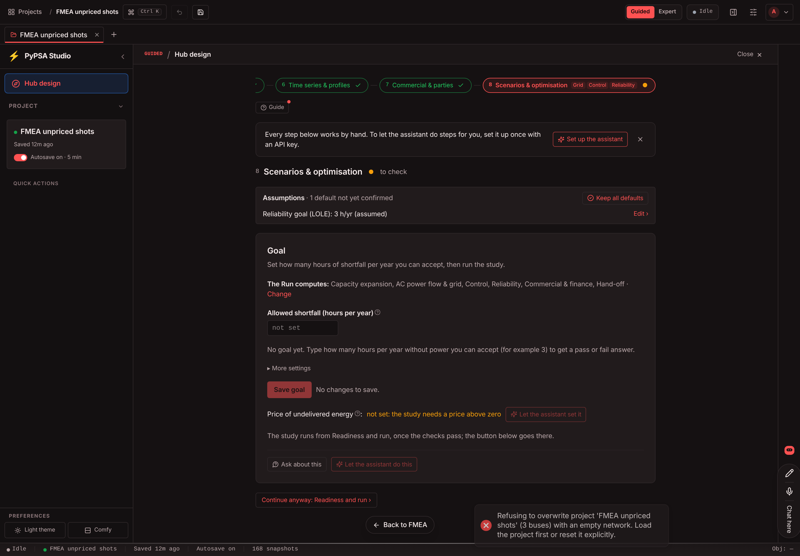 Projects / FMEA unpriced shots Ctrl K Guided Expert Idle A
FMEA unpriced shots
PyPSA Studio
GUIDED / Hub design Close
Hub design
PROJECT
FMEA unpriced shots
Saved 12m ago
Autosave on · 5 min
QUICK ACTIONS
6 Time series & profiles
7 Commercial & parties
8 Scenarios & optimisation Grid Control Reliability
Guide
Every step below works by hand. To let the assistant do steps for you, set it up once with
an API key.
Set up the assistant
8 Scenarios & optimisation to check
Assumptions · 1 default not yet confirmed
Keep all defaults
Reliability goal (LOLE): 3 h/yr (assumed)
Edit ›
Goal
Set how many hours of shortfall per year you can accept, then run the study.
The Run computes: Capacity expansion, AC power flow & grid, Control, Reliability, Commercial & finance, Hand-off ·
Change
Allowed shortfall (hours per year)
not set
No goal yet. Type how many hours per year without power you can accept (for example 3) to get a pass or fail answer.
▸ More settings
Save goal No changes to save.
Price of undelivered energy : not set: the study needs a price above zero Let the assistant set it
The study runs from Readiness and run, once the checks pass; the button below goes there.
Ask about this Let the assistant do this
Continue anyway: Readiness and run ›
Back to FMEA
Refusing to overwrite project 'FMEA unpriced
shots' (3 buses) with an empty network. Load
the project first or reset it explicitly.
Chat here
PREFERENCES
Light theme Comfy
Idle FMEA unpriced shots Saved 12m ago Autosave on 168 snapshots Obj: —